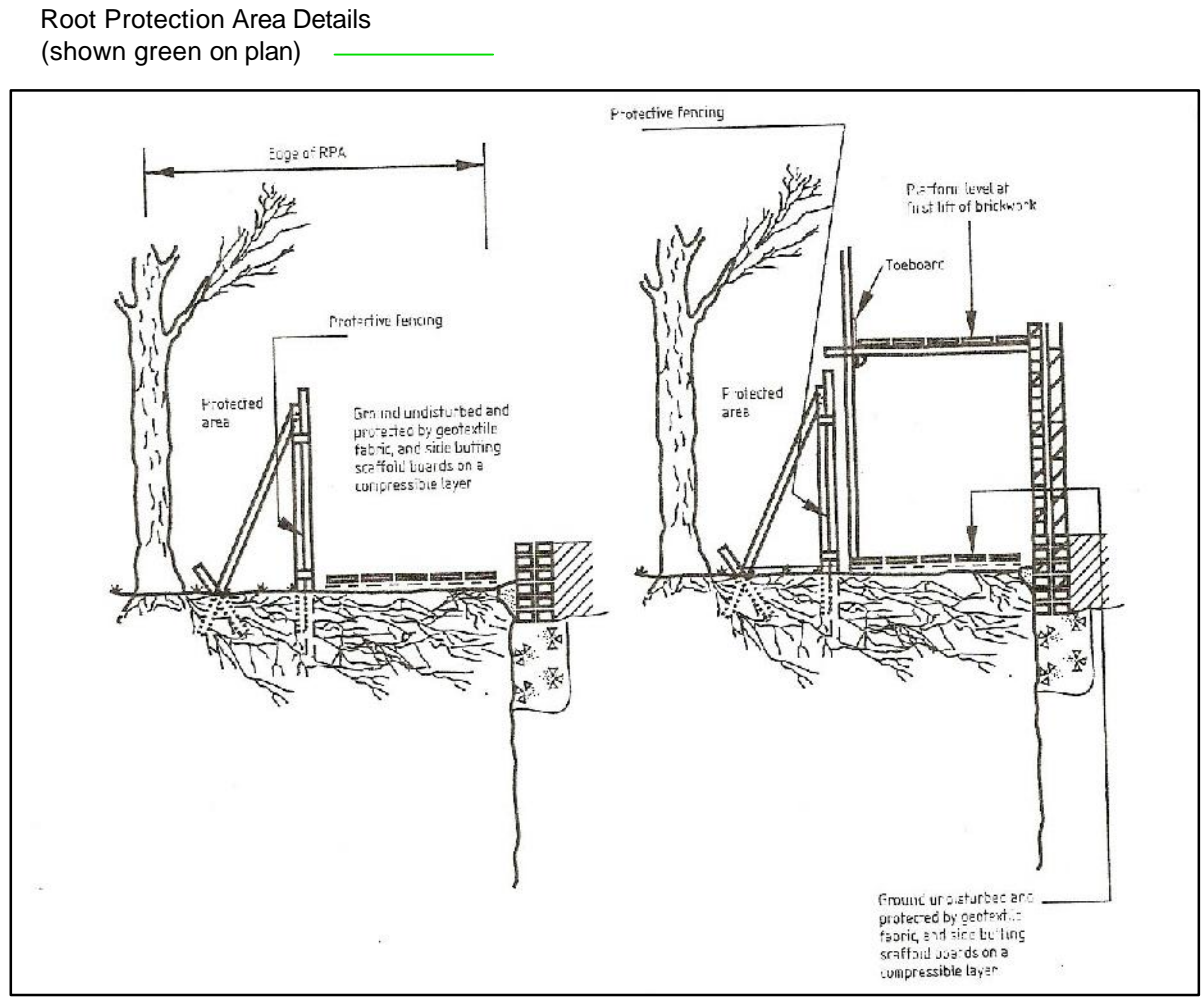 Root Protection Area Details
(shown green on plan)
Edge of RPA
Protective fencing
Protected
area
Ground undisturbed and
protected by geotextile
fabric, and side butting
scaffold boards on a
compressible layer
Protective fencing
Platform level at
first lift of brickwork
Toeboard
Protected
area
Ground undisturbed and
protected by geotextile
fabric, and side butting
scaffold boards on a
compressible layer